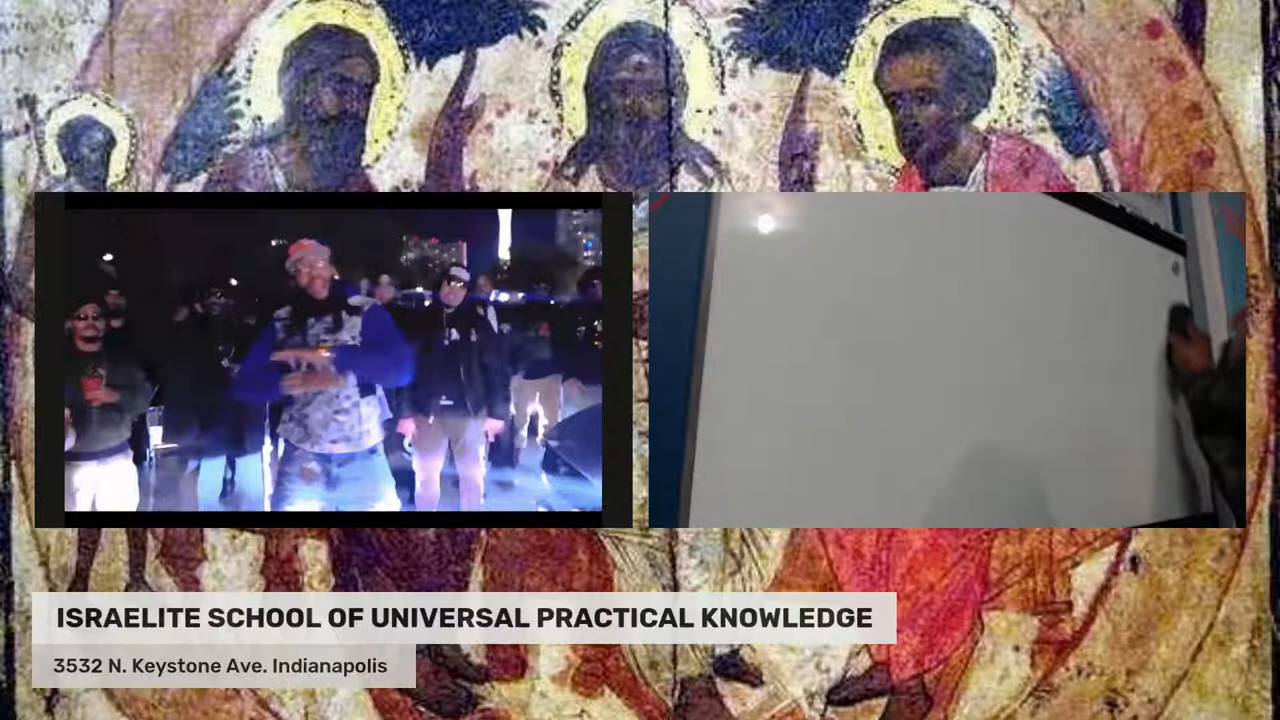 ISRAELITE SCHOOL OF UNIVERSAL PRACTICAL KNOWLEDGE
3532 N. Keystone Ave. Indianapolis